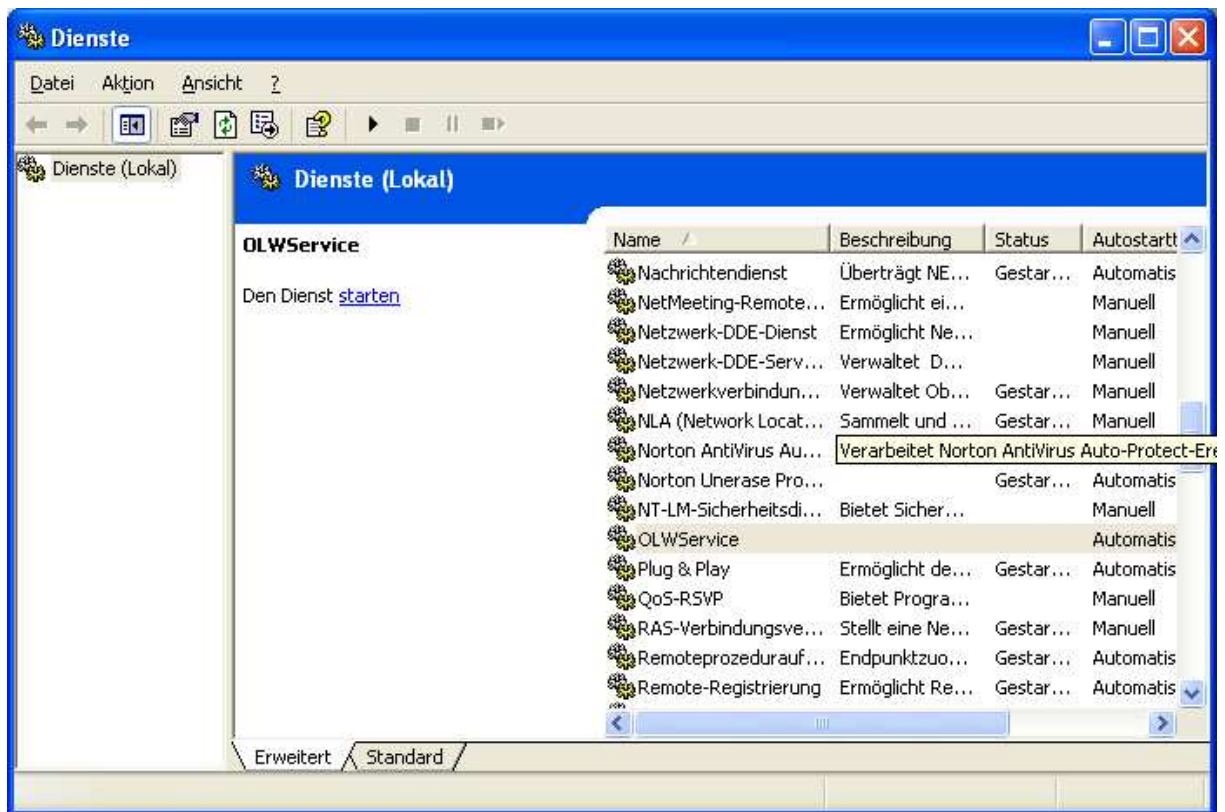 Dienste
Datei Aktion Ansicht ?
Dienste (Lokal)
Dienste (Lokal)
OLWService
Den Dienst starten
Name Beschreibung Status Autostartt
Nachrichtendienst Überträgt NE... Gestar... Automatis
NetMeeting-Remote... Ermöglicht ei... Manuell
Netzwerk-DDE-Dienst Ermöglicht Ne... Manuell
Netzwerk-DDE-Serv... Verwaltet D... Manuell
Netzwerkverbindun... Verwaltet Ob... Gestar... Manuell
NLA (Network Locat... Sammelt und ... Gestar... Manuell
Norton AntiVirus Au... Verarbeitet Norton AntiVirus Auto-Protect-Ere
Norton Unerase Pro... Gestar... Automatis
NT-LM-Sicherheitsdi... Bietet Sicher... Manuell
OLWService Automatis
Plug & Play Ermöglicht de... Gestar... Automatis
QoS-RSVP Bietet Progra... Manuell
RAS-Verbindungsve... Stellt eine Ne... Gestar... Manuell
Remoteprozedurauf... Endpunktzuo... Gestar... Automatis
Remote-Registrierung Ermöglicht Re... Gestar... Automatis
Erweitert Standard